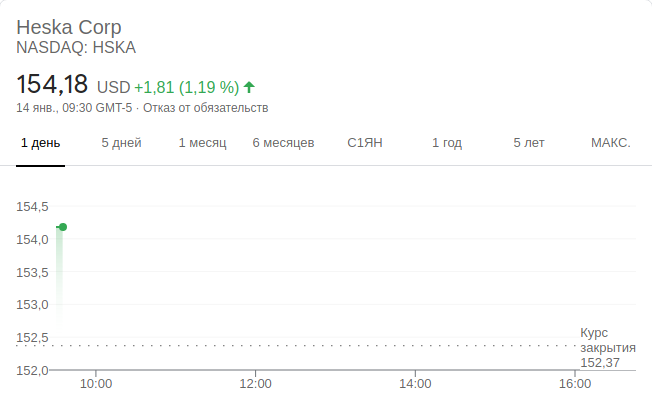 Heska Corp
NASDAQ: HSKA
154,18 USD +1,81 (1,19 %)
14 янв., 09:30 GMT-5 · Отказ от обязательств
1 день 5 дней 1 месяц 6 месяцев С1ЯН 1 год 5 лет МАКС.
154,5
154,0
153,5
153,0
152,5
152,0
Курс
закрытия
152,37
10:00 12:00 14:00 16:00